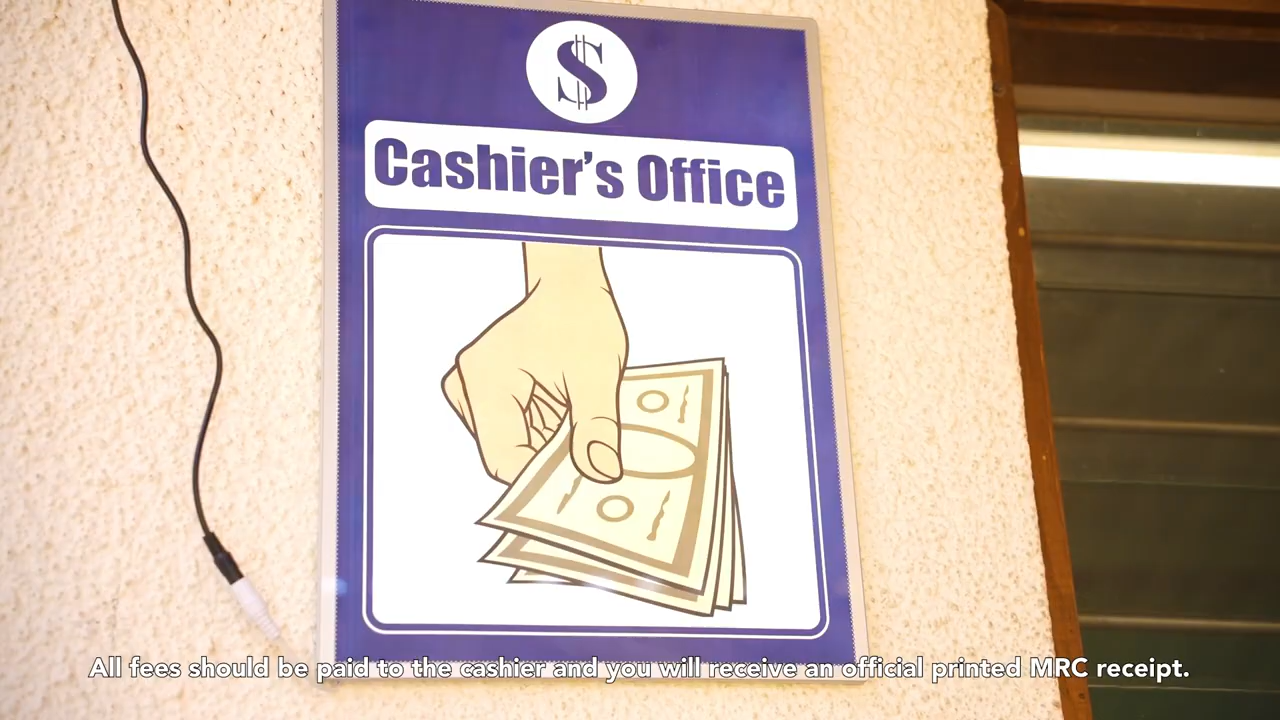 $
Cashier's Office
All fees should be paid to the cashier and you will receive an official printed MRC receipt.